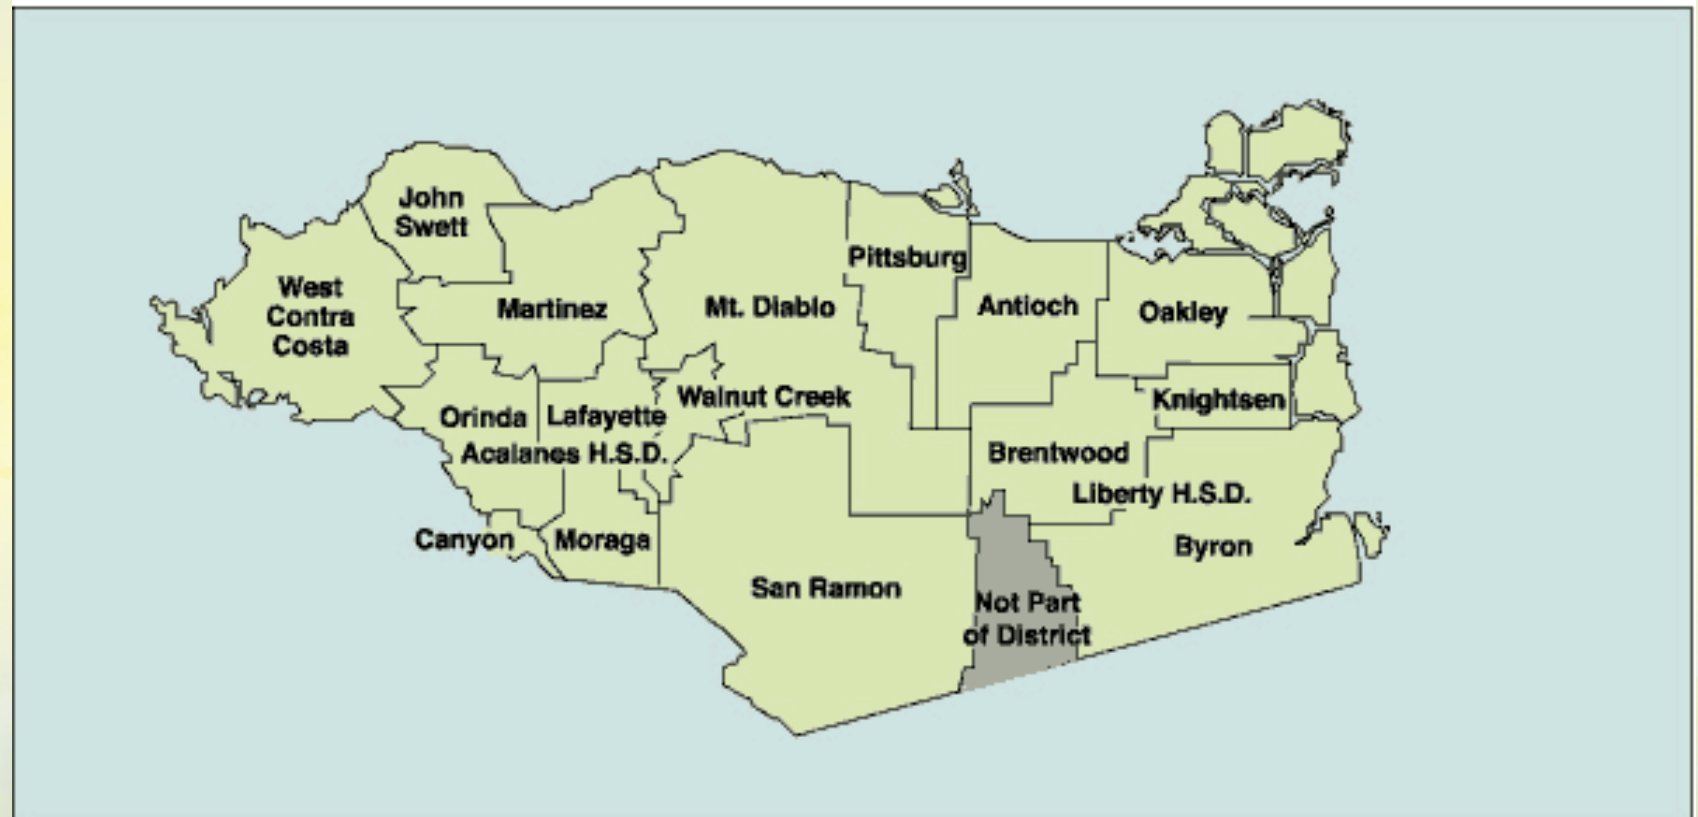 John
Swett
West
Contra
Costa
Martinez
Mt. Diablo
Pittsburg
Antioch
Oakley
Walnut Creek
Knightsen
Orinda
Lafayette
Acalanes H.S.D.
Brentwood
Liberty H.S.D.
Canyon
Moraga
Byron
San Ramon
Not Part
of District